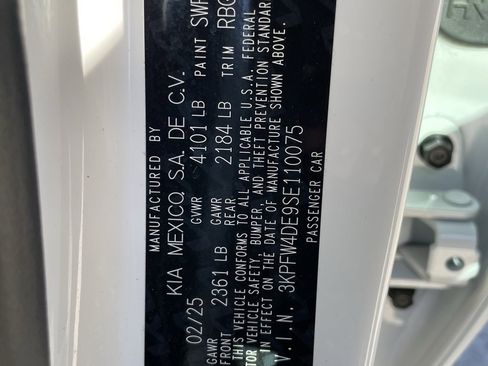 MANUFACTURED BY
KIA MEXICO, S.A. DE C.V.
02/25 GVWR 4101 LB PAINT SWP
GAWR FRONT 2361 LB GAWR REAR 2184 LB TRIM
THIS VEHICLE CONFORMS TO ALL APPLICABLE U.S.A. FEDERAL
MOTOR VEHICLE SAFETY, BUMPER, AND THEFT PREVENTION STANDARDS
IN EFFECT ON THE DATE OF MANUFACTURE SHOWN ABOVE.
V.I.N. 3KPFW4DE9SE110075
PASSENGER CAR